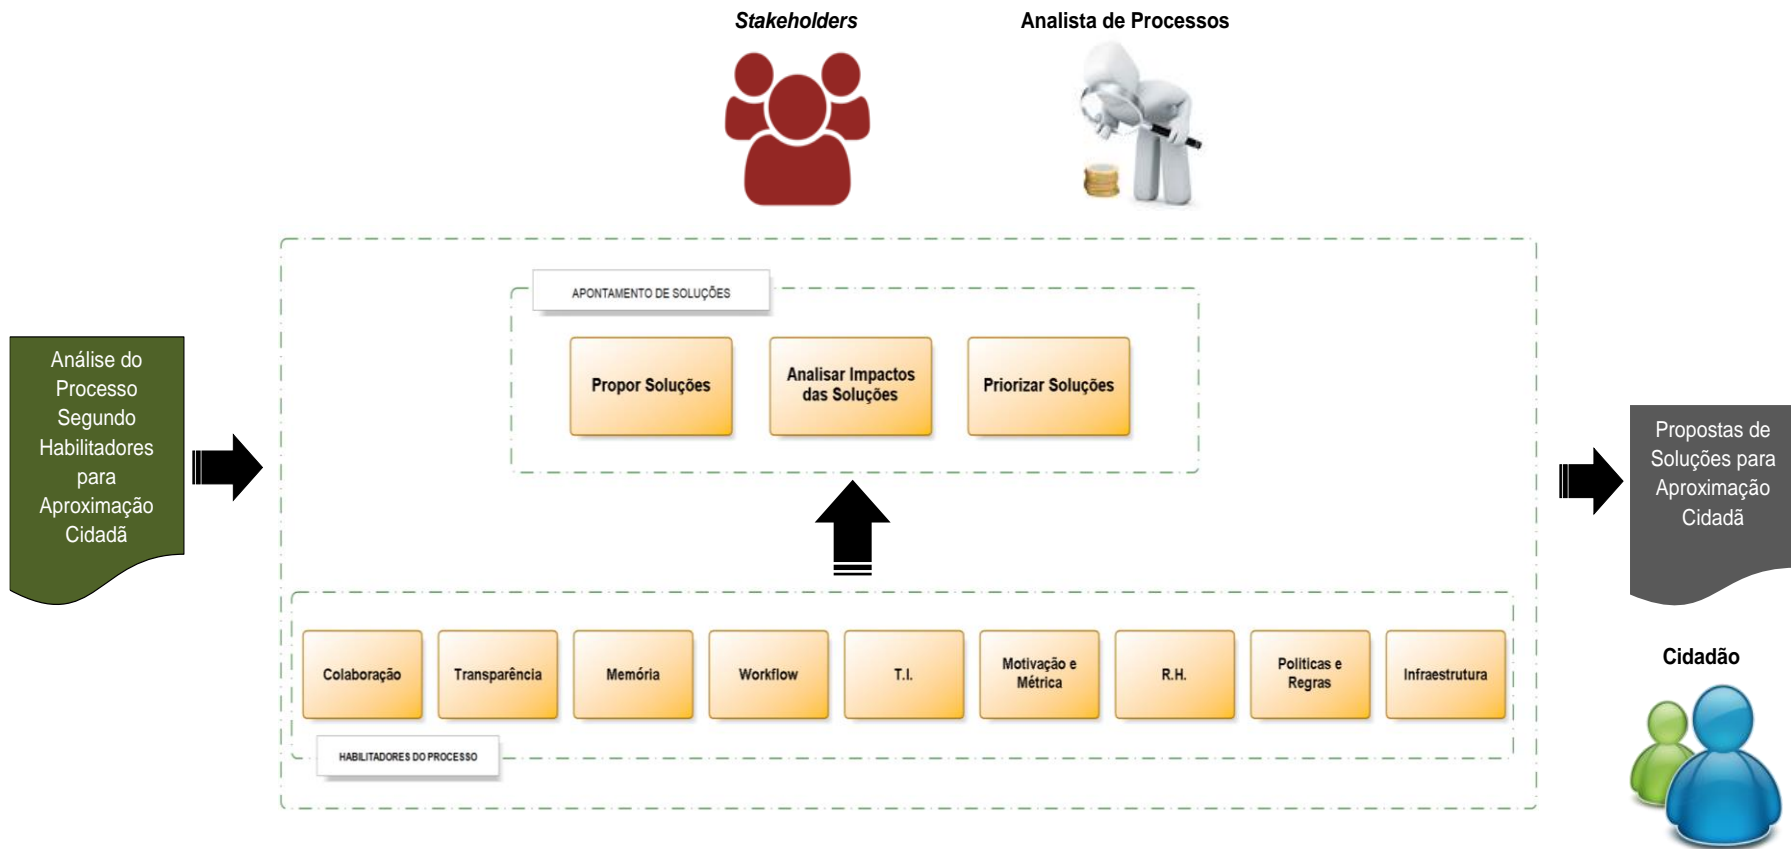 Stakeholders
Analista de Processos
APONTAMENTO DE SOLUÇÕES
Propor Soluções
Analisar Impactos
das Soluções
Priorizar Soluções
Análise do
Processo
Segundo
Habilitadores
para
Aproximação
Cidadã
Propostas de
Soluções para
Aproximação
Cidadã
Colaboração
Transparência
Memória
Workflow
T.I.
Motivação e
Métrica
R.H.
Politicas e
Regras
Infraestrutura
HABILITADORES DO PROCESSO
Cidadão